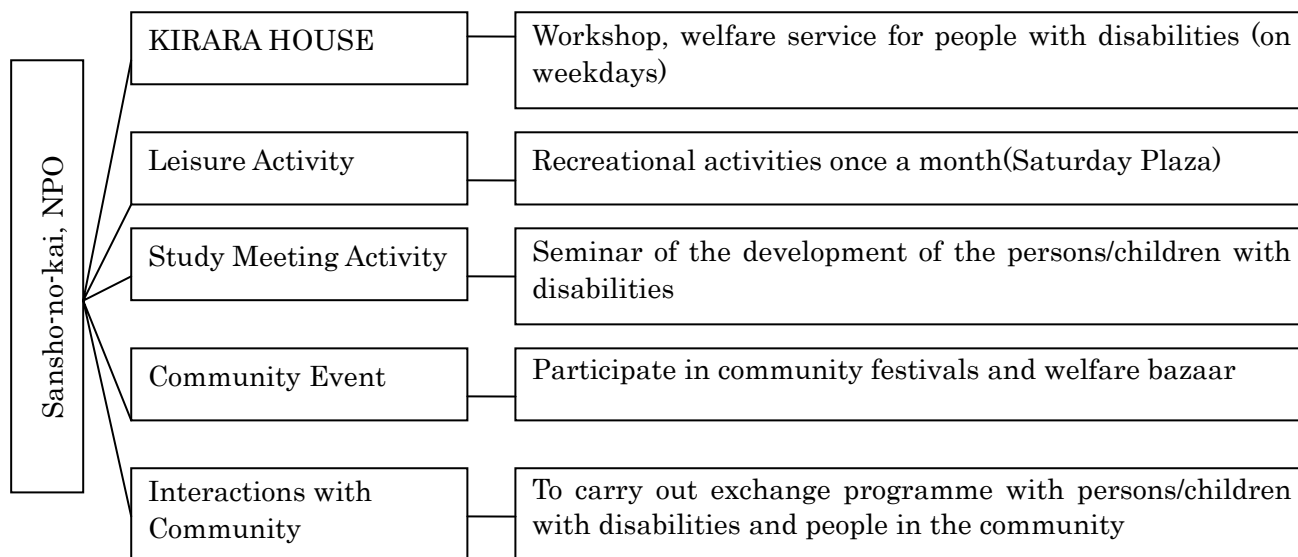 Sansho-no-kai, NPO
KIRARA HOUSE
Workshop, welfare service for people with disabilities (on
weekdays)
Leisure Activity
Recreational activities once a month(Saturday Plaza)
Study Meeting Activity
Seminar of the development of the persons/children with
disabilities
Community Event
Participate in community festivals and welfare bazaar
Interactions with
Community
To carry out exchange programme with persons/children
with disabilities and people in the community